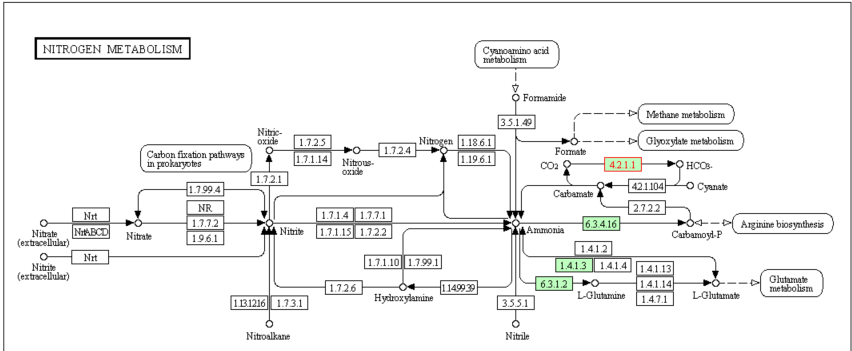 NITROGEN METABOLISM
Cyanoamino acid
metabolism
Formamide
3.5.1.49
Methane metabolism
Glyoxylate metabolism
Formate
Carbon fixation pathways
in prokaryotes
Nitric-
oxide
1.7.2.5
1.7.1.14
Nitrous-
oxide
1.7.2.4
Nitrogen
1.18.6.1
1.19.6.1
1.7.2.1
CO2
4.2.1.1
HCO3-
Carbamate
4.2.1.104
Cyanate
2.7.2.2
1.7.99.4
Nitrate
(extracellular)
Nrt
NrtABCD
Nitrate
NR
1.7.7.2
1.9.6.1
Nitrite
1.7.1.4
1.7.7.1
1.7.1.15
1.7.2.2
Ammonia
6.3.4.16
Carbamoyl-P
Arginine biosynthesis
Nitrite
(extracellular)
Nrt
1.4.1.2
1.4.1.3
1.4.1.4
1.7.1.10
1.7.99.1
1.7.2.6
Hydroxylamine
1.14.99.39
6.3.1.2
L-Glutamine
1.4.1.13
1.4.1.14
1.4.7.1
L-Glutamate
Glutamate
metabolism
1.13.12.16
1.7.3.1
3.5.5.1
Nitroalkane
Nitrile